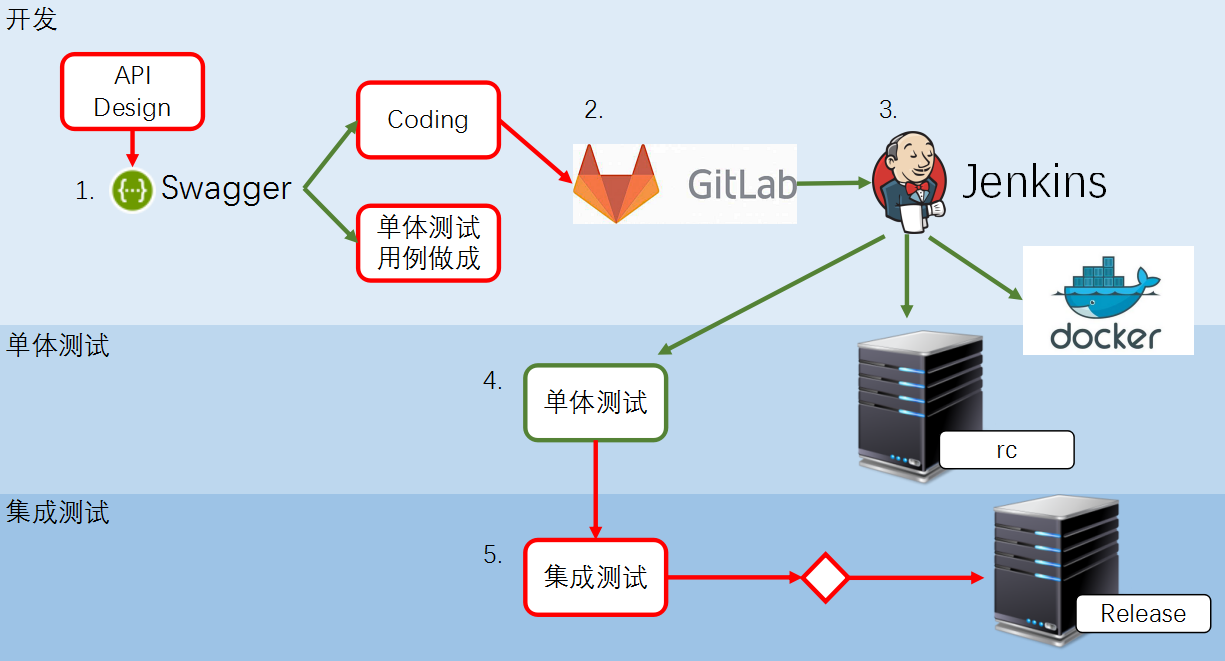 开发
API
Design
1.
{···}
Swagger
Coding
单体测试
用例做成
2.
GitLab
3.
Jenkins
docker
单体测试
4.
单体测试
rc
集成测试
5.
集成测试
Release